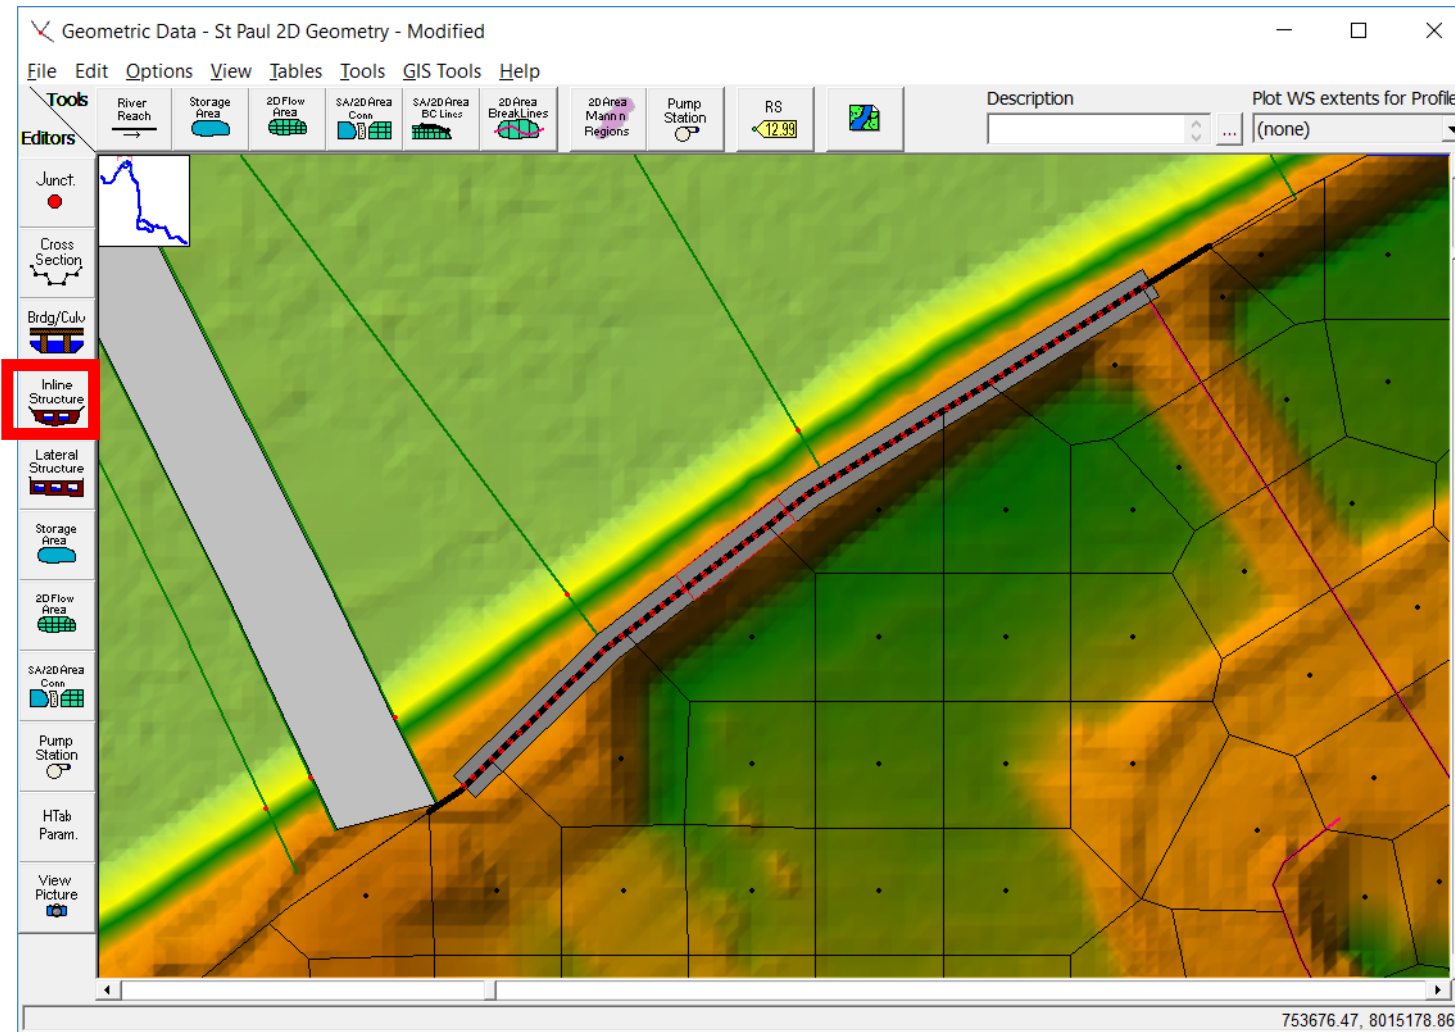 Geometric Data - St Paul 2D Geometry - Modified
File Edit Options View Tables Tools GIS Tools Help
Tools
Editors
River
Reach
Storage
Area
2D Flow
Area
SA/2D Area
Conn
SA/2D Area
BC Lines
2D Area
BreakLines
2D Area
Mann n
Regions
Pump
Station
RS
12.99
Description
...
Plot WS extents for Profile
(none)
Junct.
Cross
Section
Brdg/Culv
Inline
Structure
Lateral
Structure
Storage
Area
2D Flow
Area
SA/2D Area
Conn
Pump
Station
HTab
Param.
View
Picture
753676.47, 8015178.86